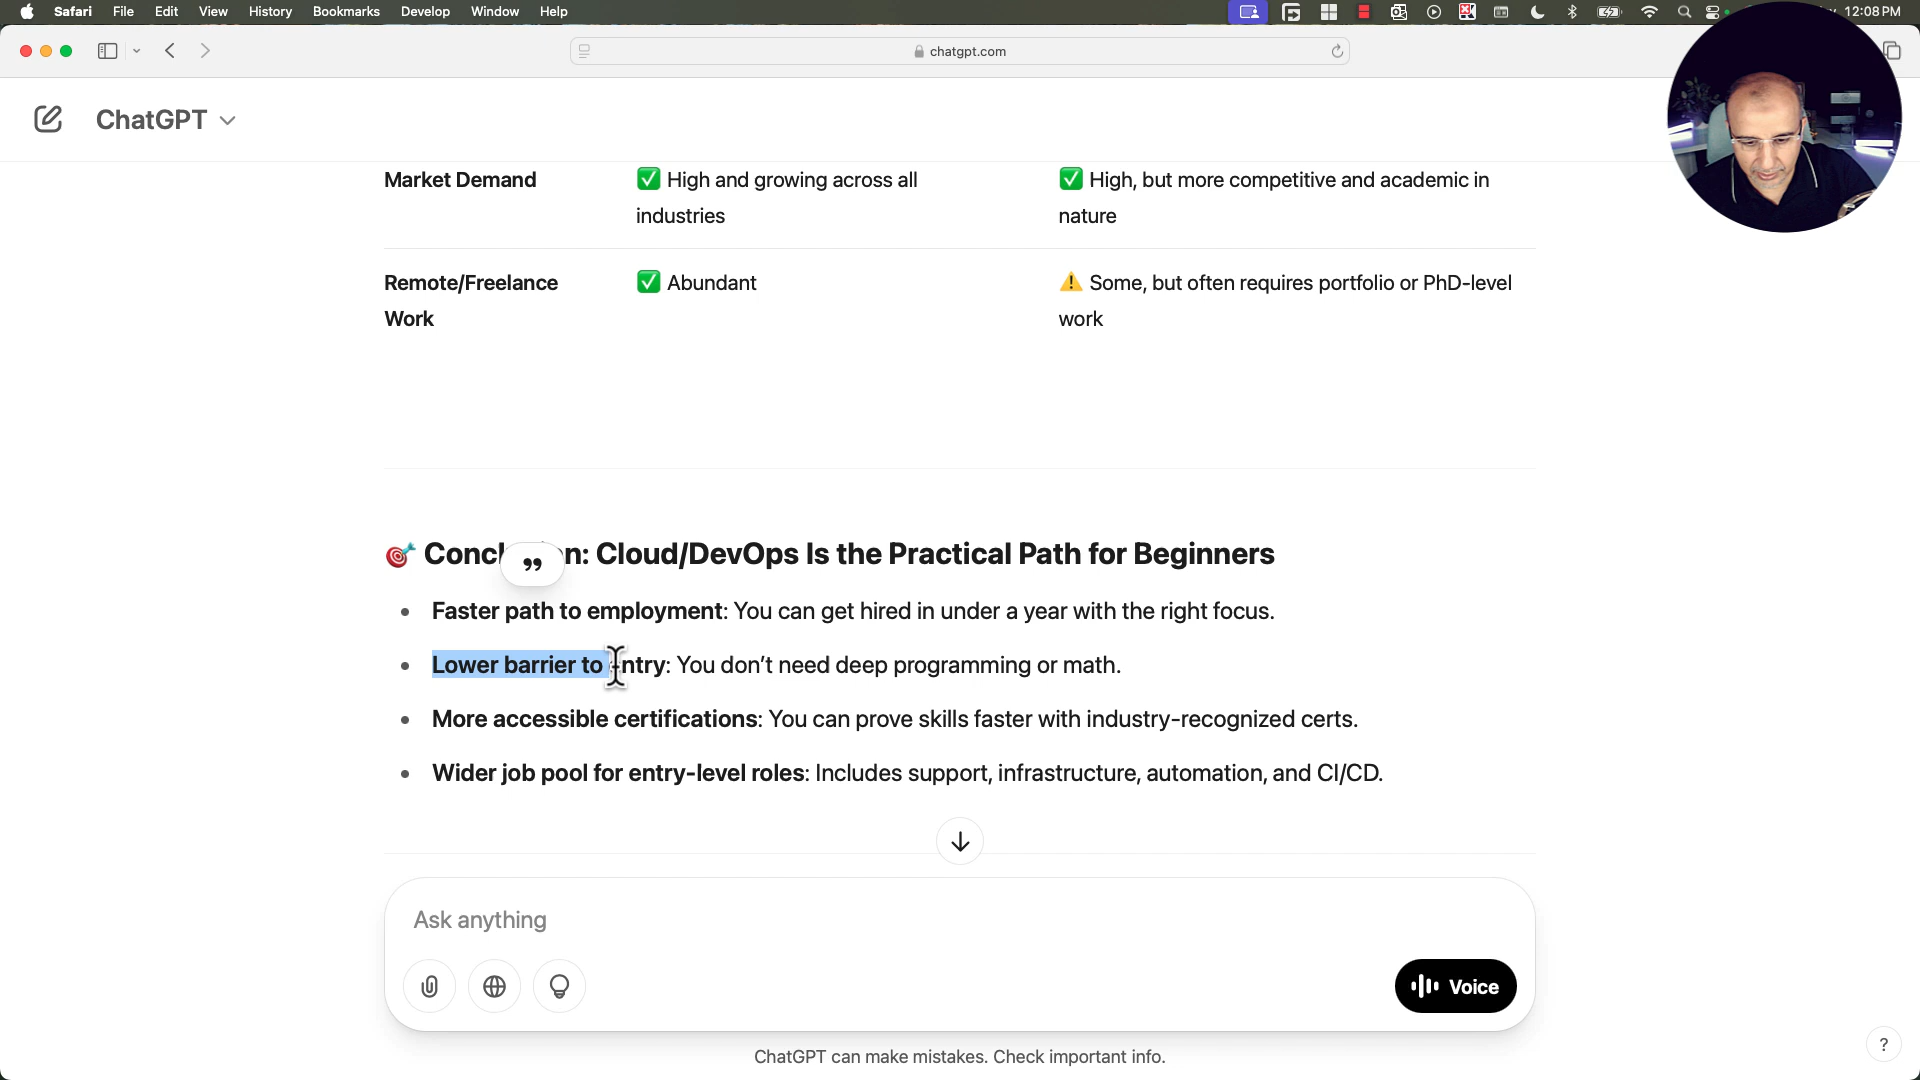 Safari File Edit View History Bookmarks Develop Window Help 12:08 PM
chatgpt.com
ChatGPT
Market Demand ✅ High and growing across all ✅ High, but more competitive and academic in
industries nature
Remote/Freelance ✅ Abundant ⚠️ Some, but often requires portfolio or PhD-level
Work work
🎯 Conc n: Cloud/DevOps Is the Practical Path for Beginners
• Faster path to employment: You can get hired in under a year with the right focus.
• Lower barrier to entry: You don’t need deep programming or math.
• More accessible certifications: You can prove skills faster with industry-recognized certs.
• Wider job pool for entry-level roles: Includes support, infrastructure, automation, and CI/CD.
Ask anything
Voice
ChatGPT can make mistakes. Check important info.
?